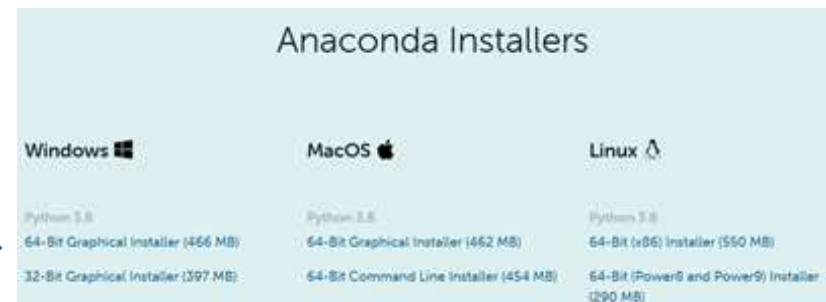 Anaconda Installers
Windows
MacOS
Linux
Python 3.8
64-Bit Graphical Installer (466 MB)
32-Bit Graphical Installer (397 MB)
Python 3.8
64-Bit Graphical Installer (462 MB)
64-Bit Command Line Installer (454 MB)
Python 3.8
64-Bit (x86) Installer (550 MB)
64-Bit (Power8 and Power9) Installer
(290 MB)